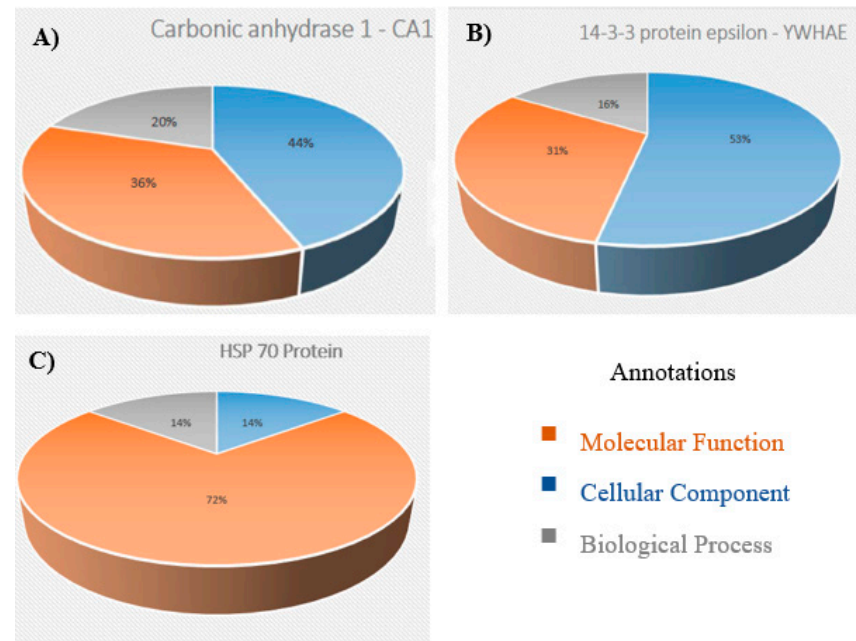 A)
Carbonic anhydrase 1 - CA1
20%
44%
36%
B)
14-3-3 protein epsilon - YWHAE
16%
53%
31%
C)
HSP 70 Protein
14%
14%
72%
Annotations
Molecular Function
Cellular Component
Biological Process